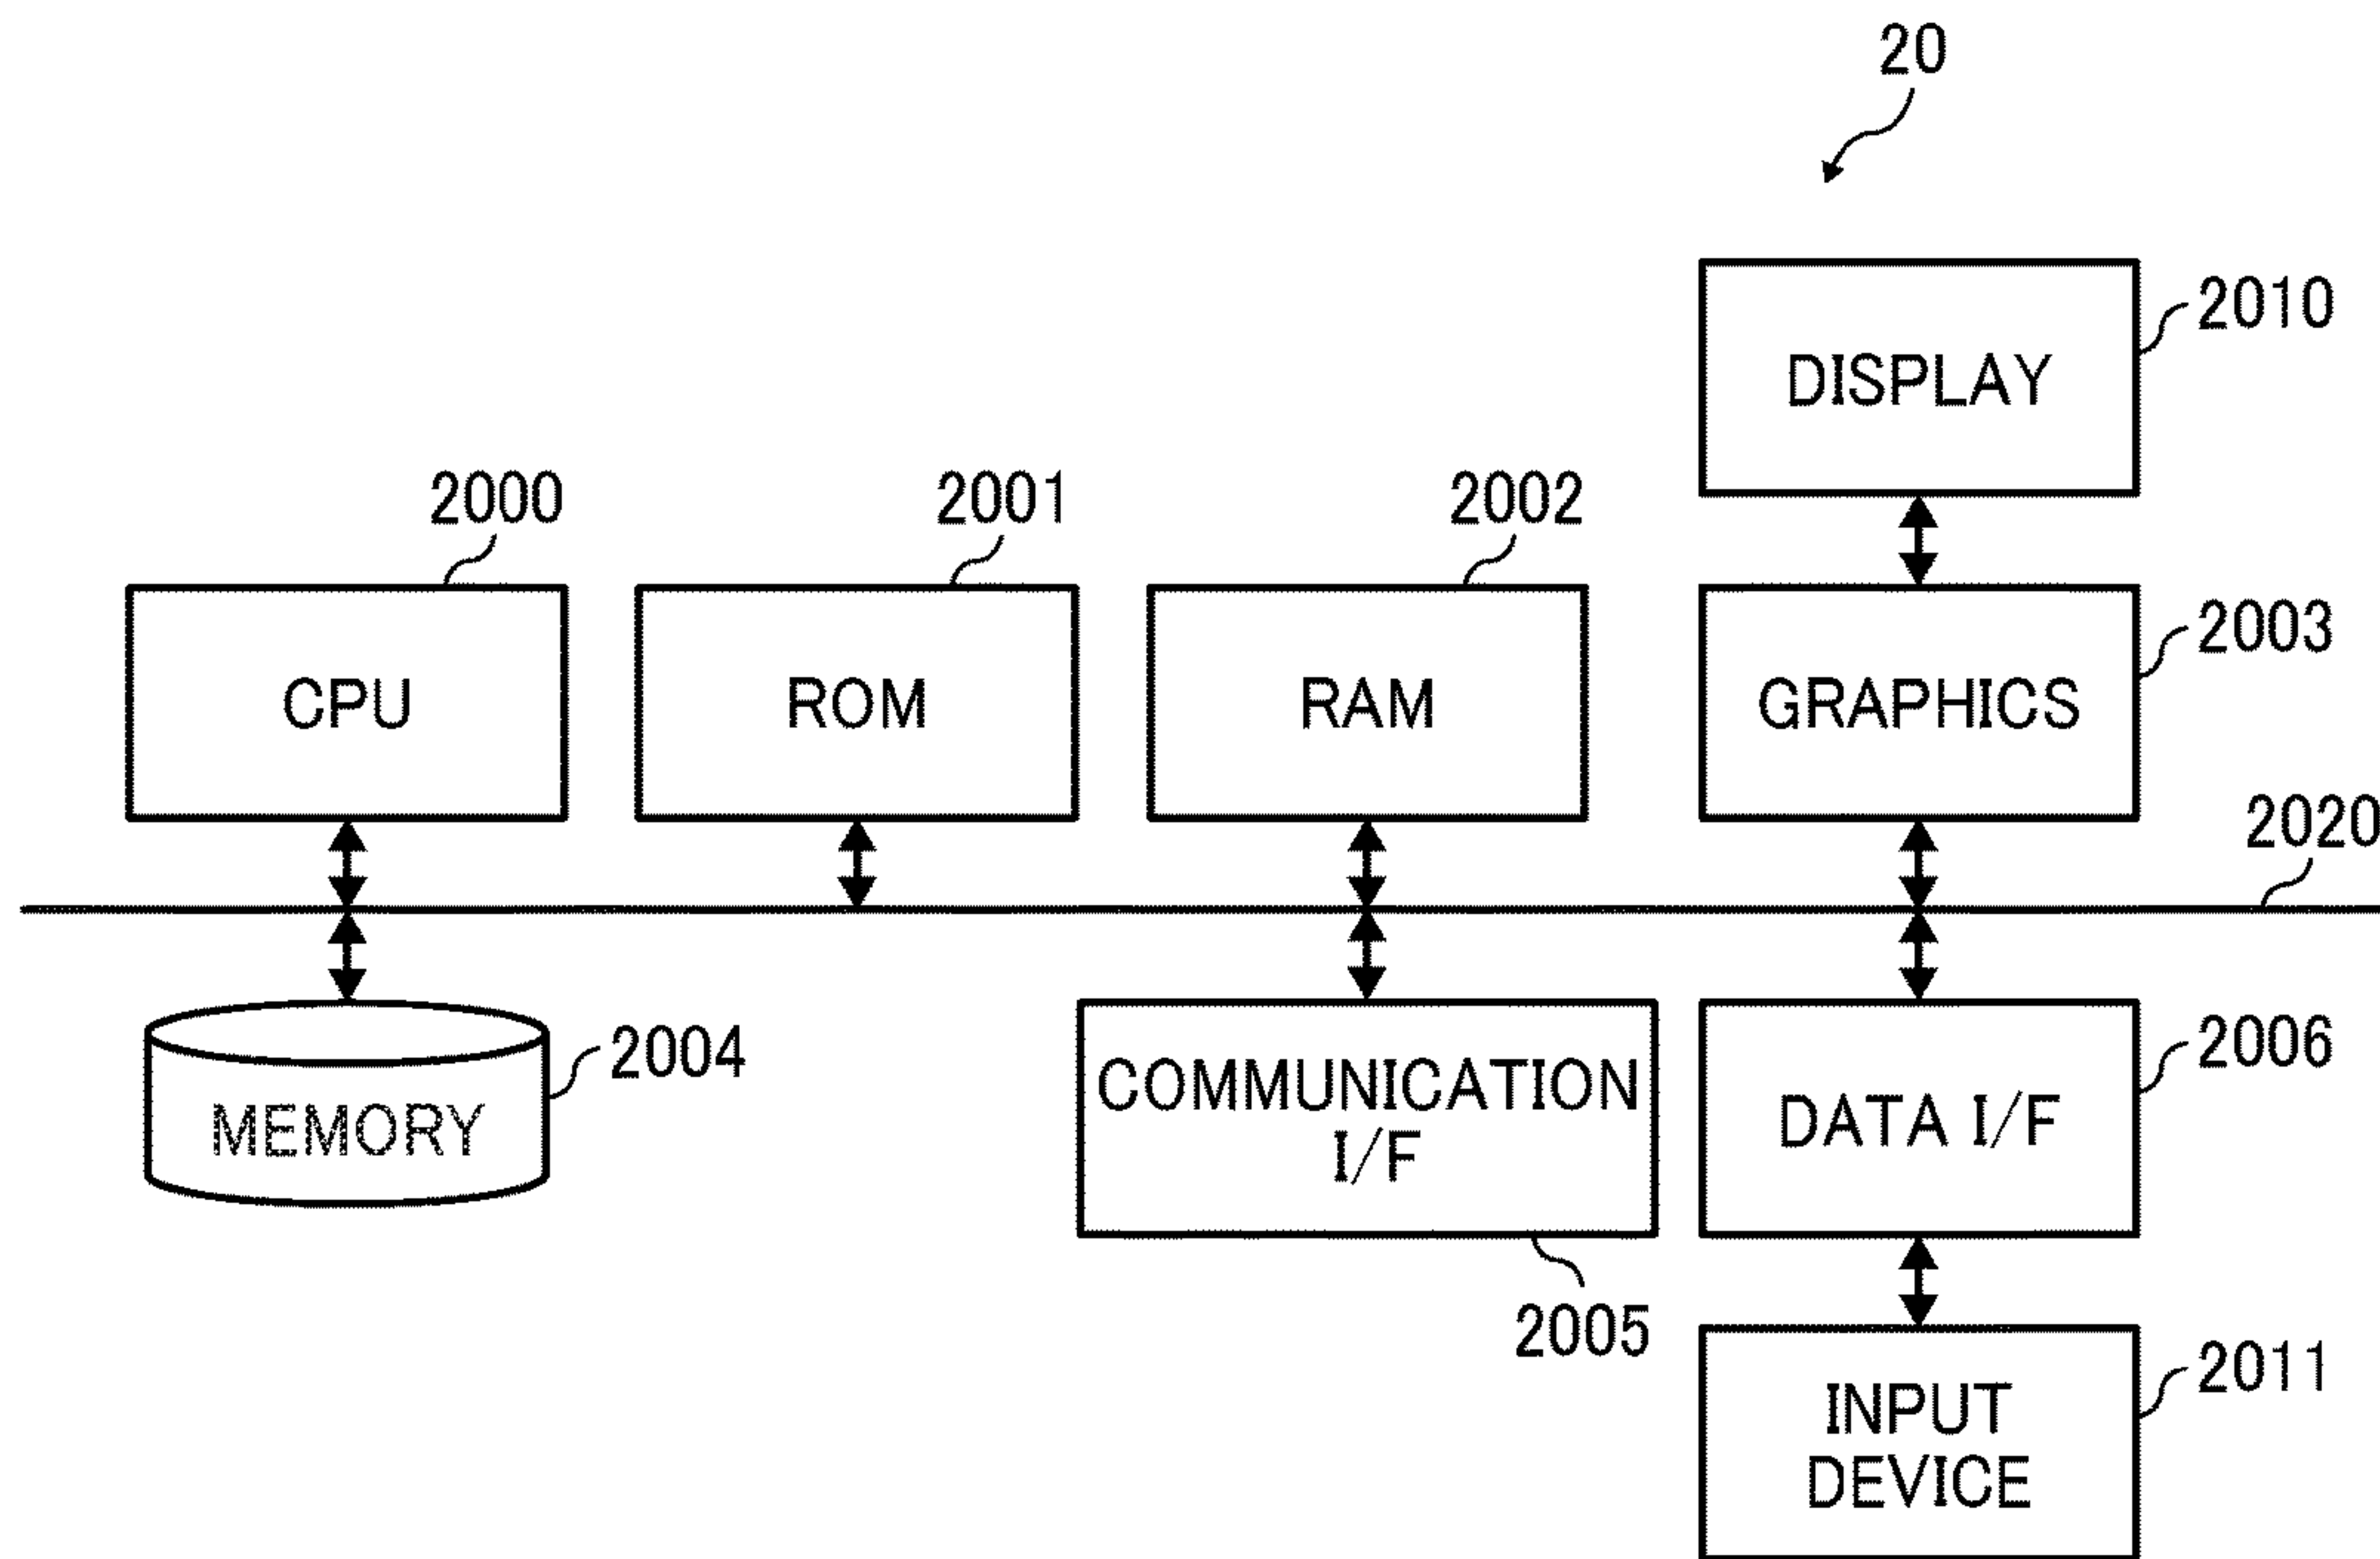 20
DISPLAY
2010
2000
2001
2002
CPU
ROM
RAM
GRAPHICS
2003
2020
MEMORY
2004
COMMUNICATION
I/F
2005
DATA I/F
2006
INPUT
DEVICE
2011